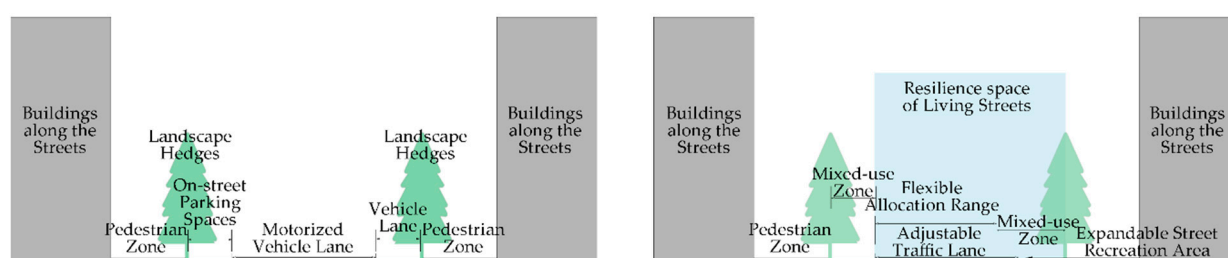 Buildings
along the
Streets
Landscape
Hedges
On-street
Parking
Spaces
Pedestrian
Zone
Motorized
Vehicle Lane
Landscape
Hedges
Vehicle
Lane
Pedestrian
Zone
Buildings
along the
Streets
Buildings
along the
Streets
Resilience space
of Living Streets
Mixed-use
Zone
Flexible
Allocation Range
Pedestrian
Zone
Adjustable
Traffic Lane
Mixed-use
Zone
Expandable Street
Recreation Area
Buildings
along the
Streets